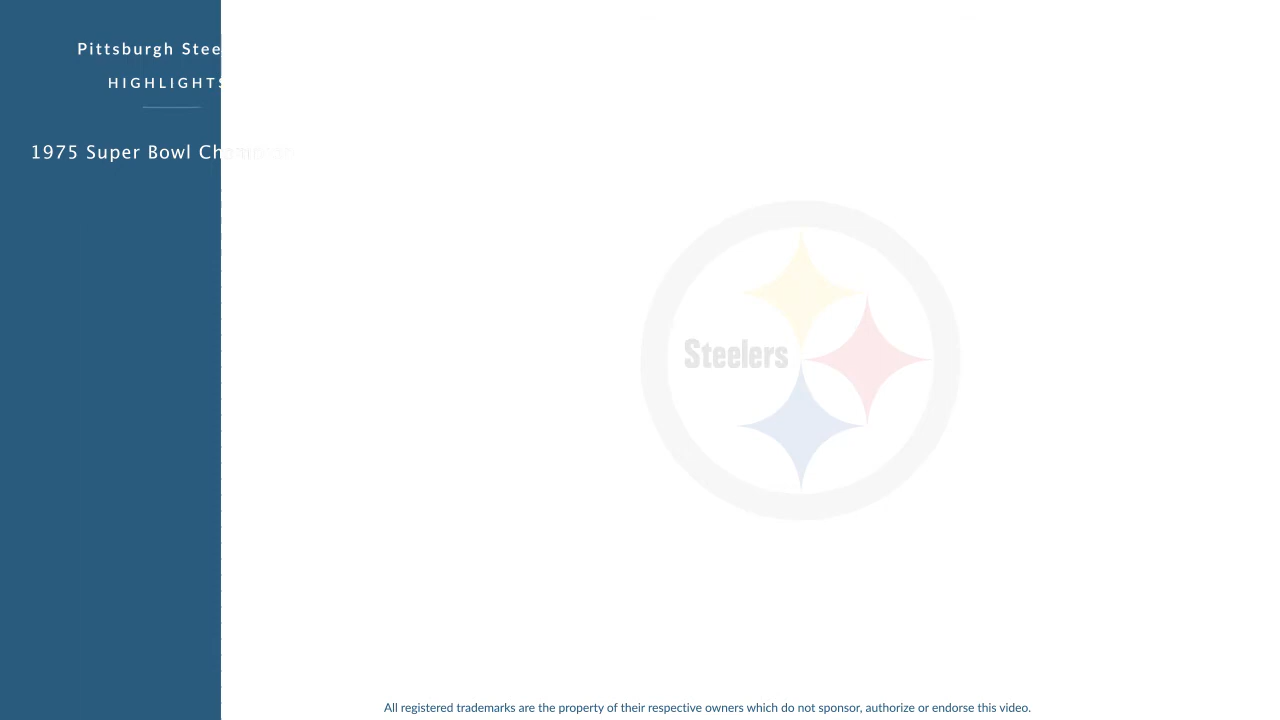 Pittsburgh Stee
HIGHLIGHTS
1975 Super Bowl Champion
Steelers
All registered trademarks are the property of their respective owners which do not sponsor, authorize or endorse this video.